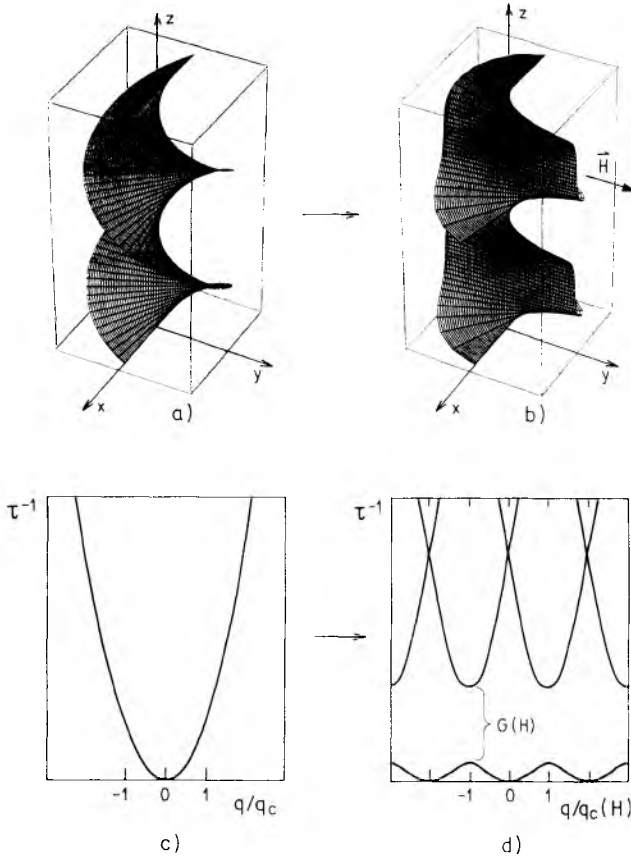 z
z
H⃗
y
x
a)
y
x
b)
τ⁻¹
-1 0 1 q/q_c
c)
τ⁻¹
G(H)
-1 0 1 q/q_c(H)
d)